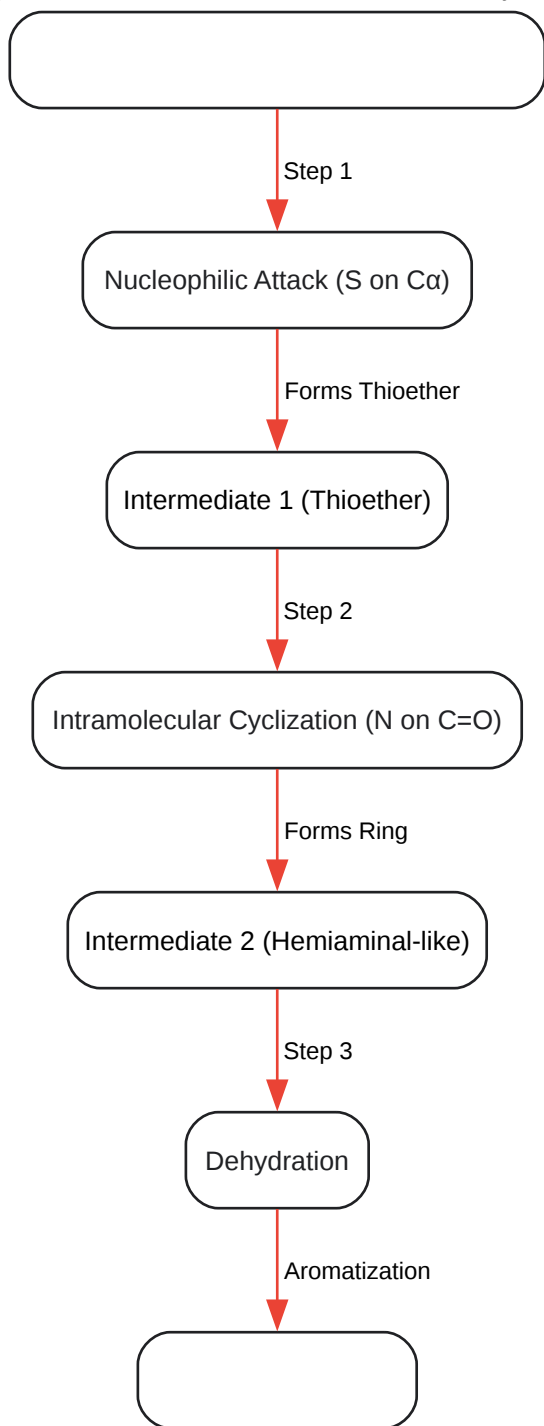 Step 1
Nucleophilic Attack (S on Cα)
Forms Thioether
Intermediate 1 (Thioether)
Step 2
Intramolecular Cyclization (N on C=O)
Forms Ring
Intermediate 2 (Hemiaminal-like)
Step 3
Dehydration
Aromatization